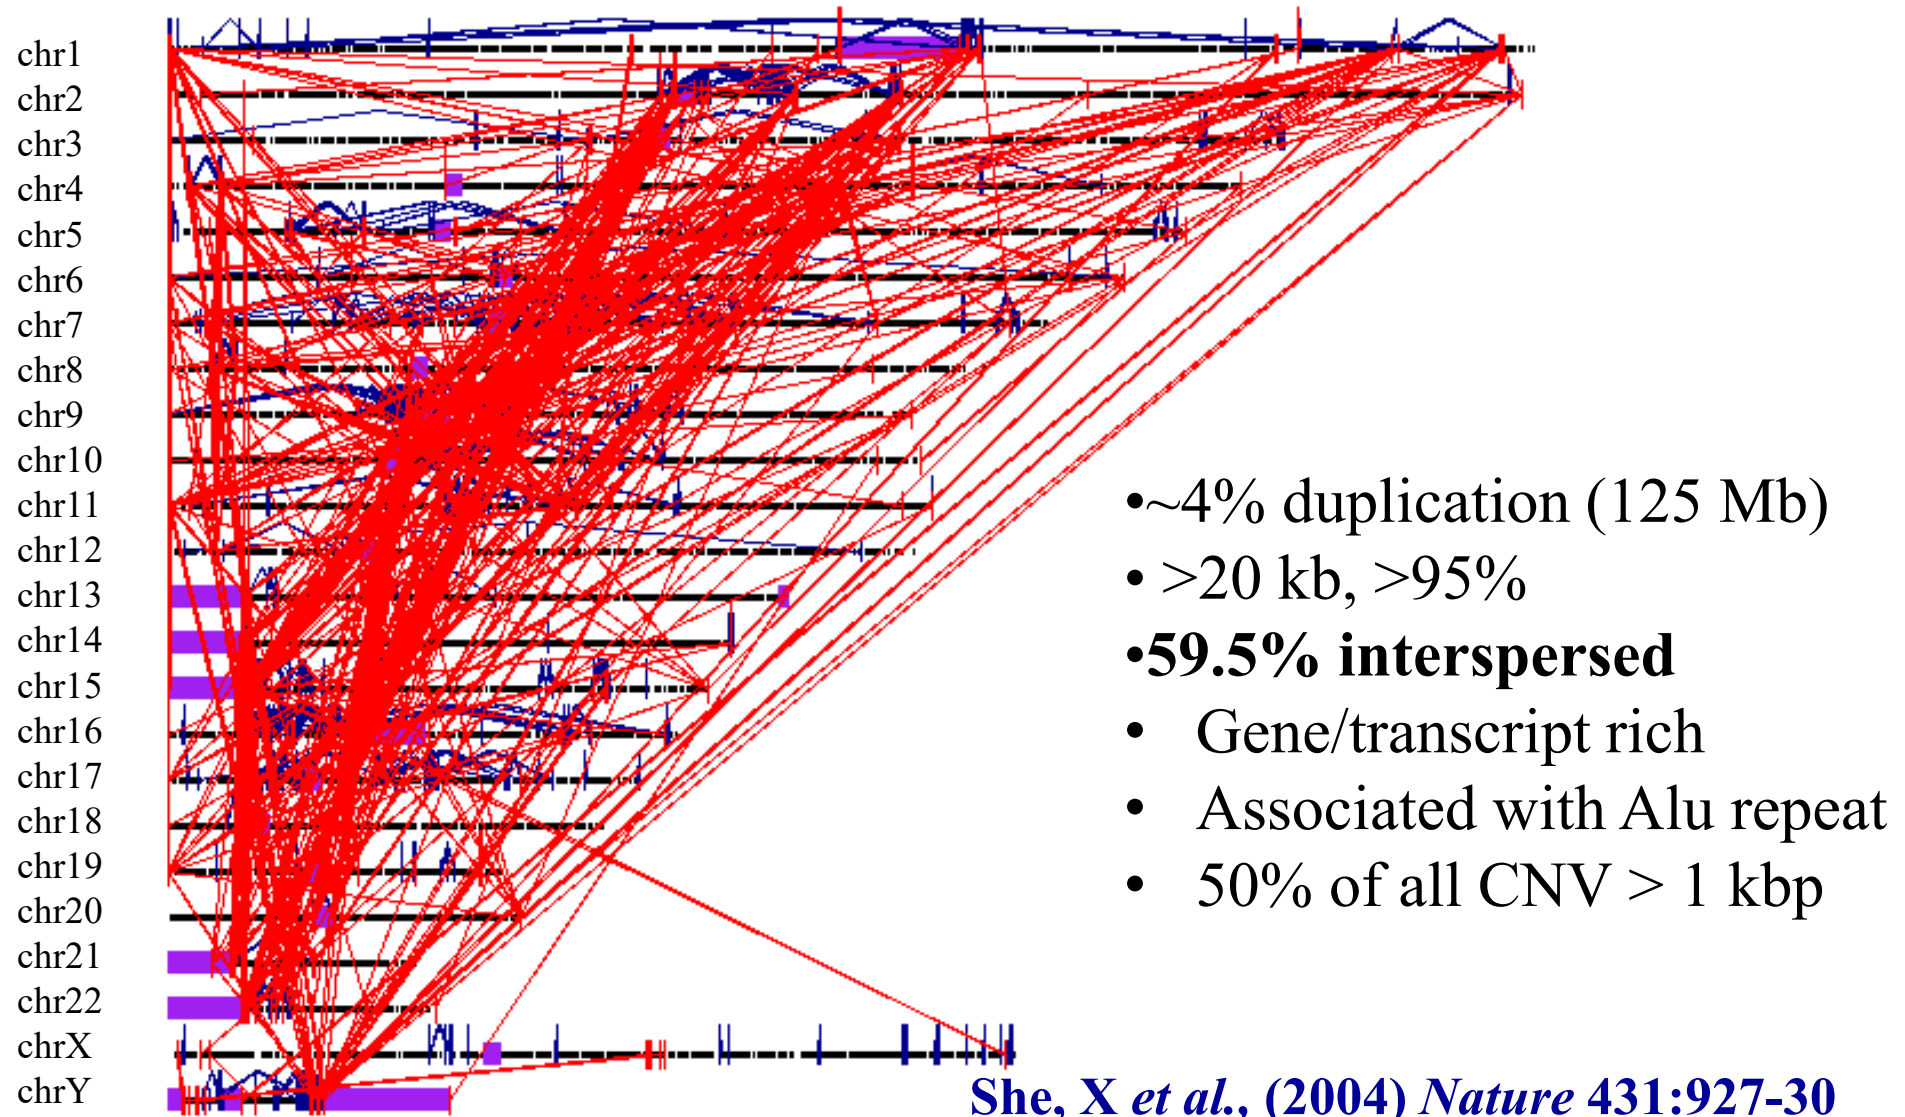 chr1
chr2
chr3
chr4
chr5
chr6
chr7
chr8
chr9
chr10
chr11
chr12
chr13
chr14
chr15
chr16
chr17
chr18
chr19
chr20
chr21
chr22
chrX
chrY
•~4% duplication (125 Mb)
• >20 kb, >95%
•59.5% interspersed
• Gene/transcript rich
• Associated with Alu repeat
• 50% of all CNV > 1 kbp
She, X et al., (2004) Nature 431:927-30